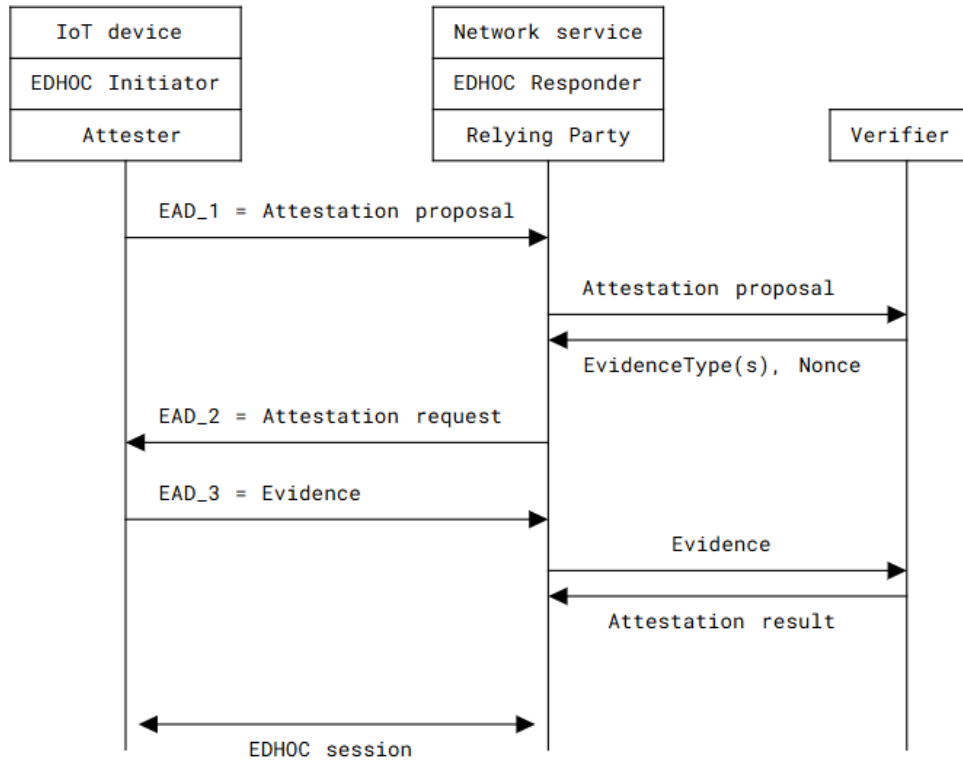 IoT device
EDHOC Initiator
Attester
Network service
EDHOC Responder
Relying Party
Verifier
EAD_1 = Attestation proposal
Attestation proposal
EvidenceType(s), Nonce
EAD_2 = Attestation request
EAD_3 = Evidence
Evidence
Attestation result
EDHOC session